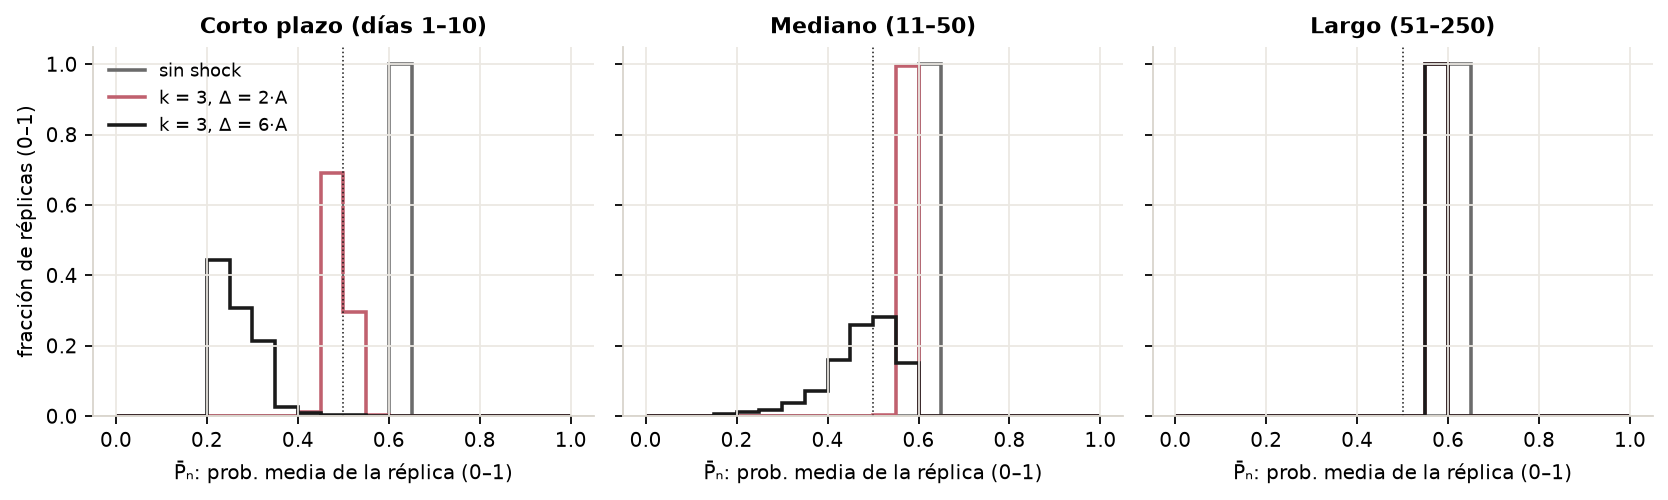 Corto plazo (días 1–10)
Mediano (11–50)
Largo (51–250)
sin shock
k = 3, Δ = 2·A
k = 3, Δ = 6·A
fracción de réplicas (0–1)
1.0
0.8
0.6
0.4
0.2
0.0
0.0 0.2 0.4 0.6 0.8 1.0
0.0 0.2 0.4 0.6 0.8 1.0
0.0 0.2 0.4 0.6 0.8 1.0
P̄ₙ: prob. media de la réplica (0–1)
P̄ₙ: prob. media de la réplica (0–1)
P̄ₙ: prob. media de la réplica (0–1)